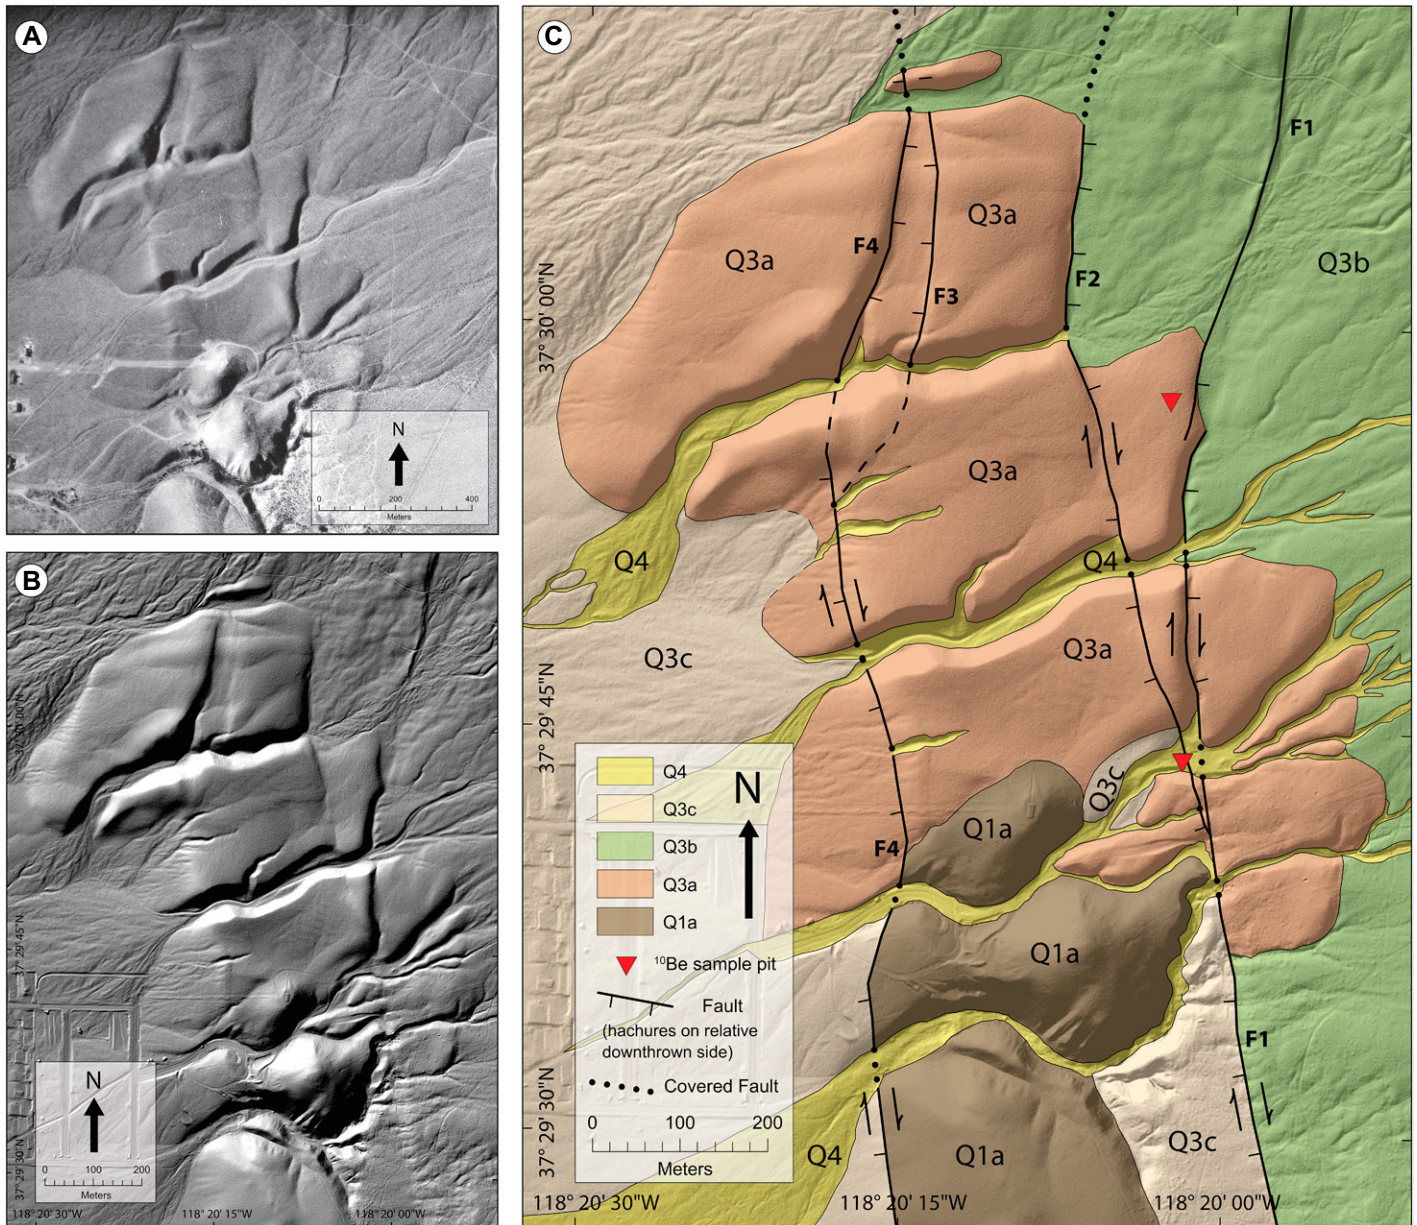 A
N
0 200 400
Meters
B
37° 30' 00"N
37° 29' 45"N
37° 29' 30"N
N
0 100 200
Meters
118° 20' 30"W 118° 20' 15"W 118° 20' 00"W
C
F1
Q3a
Q3a
F4
F2
Q3b
F3
37° 30' 00"N
Q3a
Q4
Q4
Q3c
Q3a
37° 29' 45"N
Q3c
Q1a
F4
Q1a
F1
37° 29' 30"N
Q4
Q1a
Q3c
Q4
Q3c
Q3b
Q3a
Q1a
N
10Be sample pit
Fault
(hachures on relative
downthrown side)
Covered Fault
0 100 200
Meters
118° 20' 30"W 118° 20' 15"W 118° 20' 00"W